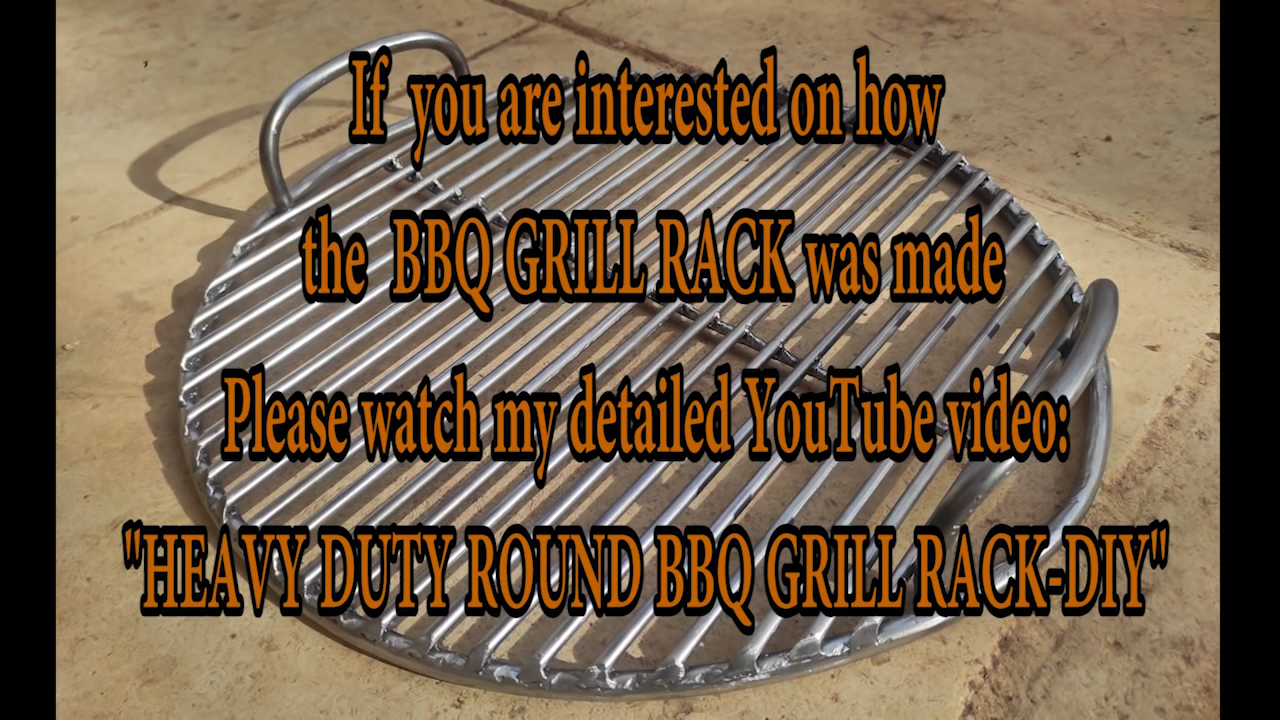 If you are interested on how
the BBQ GRILL RACK was made
Please watch my detailed YouTube video:
"HEAVY DUTY ROUND BBQ GRILL RACK-DIY"